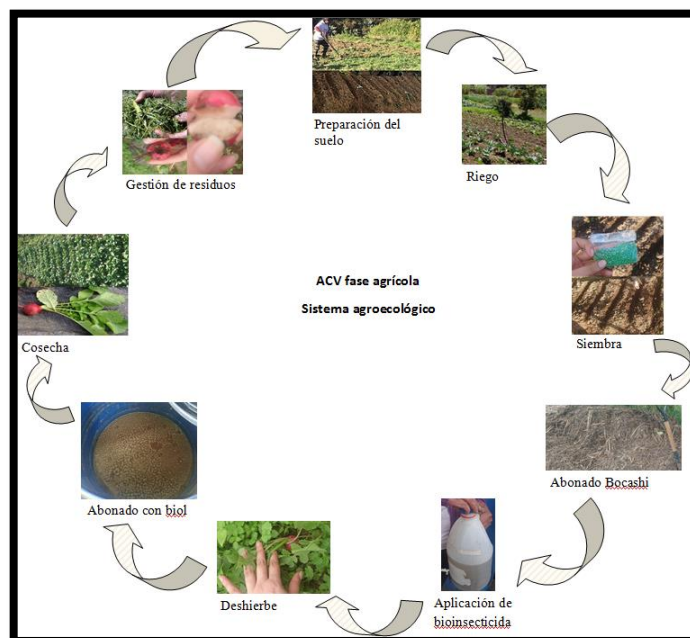 Preparación del
suelo
Riego
Siembra
Abonado Bocashi
Aplicación de
bioinsecticida
Deshierbe
Abonado con biol
Cosecha
Gestión de residuos
ACV fase agrícola
Sistema agroecológico